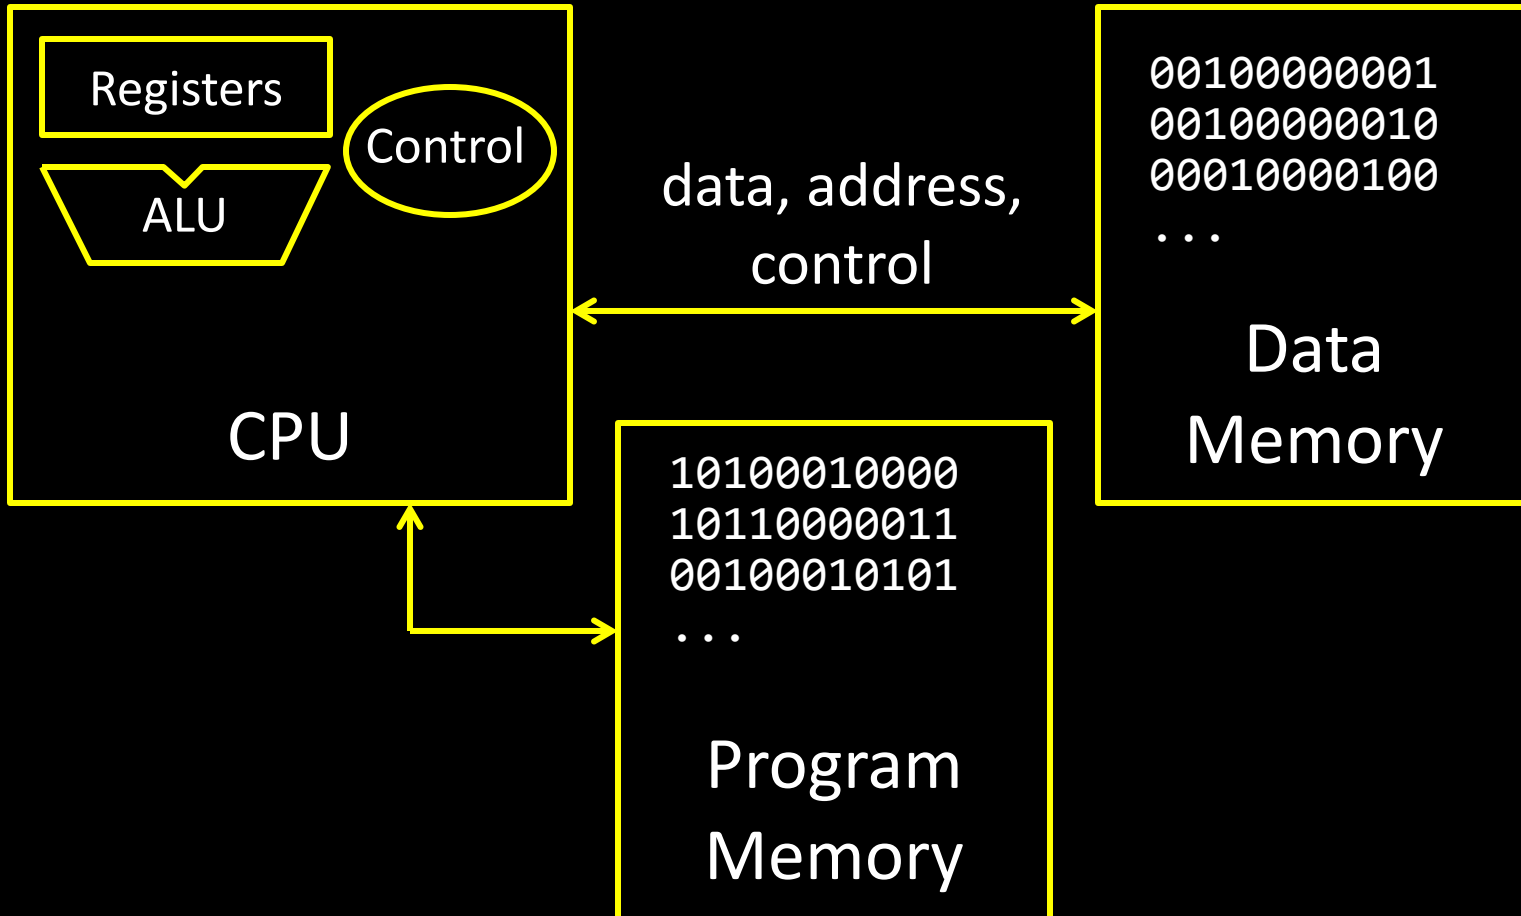 Registers
Control
ALU
CPU
data, address,
control
00100000001
00100000010
00010000100
...
Data
Memory
10100010000
10110000011
00100010101
...
Program
Memory